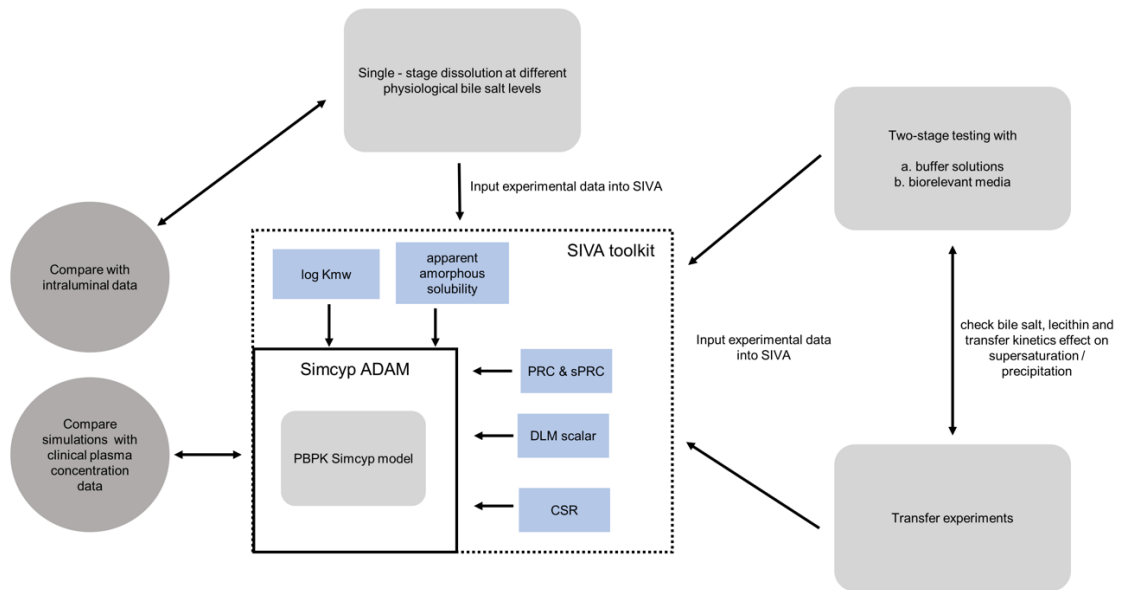 Single - stage dissolution at different
physiological bile salt levels
Two-stage testing with
a. buffer solutions
b. biorelevant media
Input experimental data into SIVA
SIVA toolkit
log Kmw
apparent
amorphous
solubility
Compare with
intraluminal data
Input experimental data
into SIVA
check bile salt, lecithin and
transfer kinetics effect on
supersaturation /
precipitation
Simcyp ADAM
PRC & sPRC
DLM scalar
CSR
PBPK Simcyp model
Compare
simulations with
clinical plasma
concentration
data
Transfer experiments